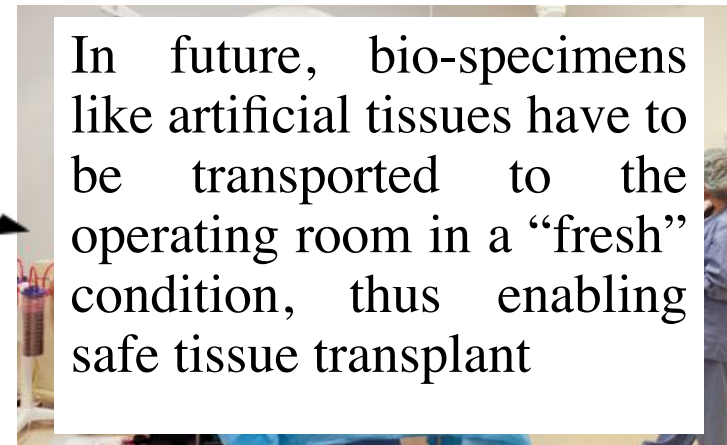 In future, bio-specimens
like artificial tissues have to
be transported to the
operating room in a “fresh”
condition, thus enabling
safe tissue transplant